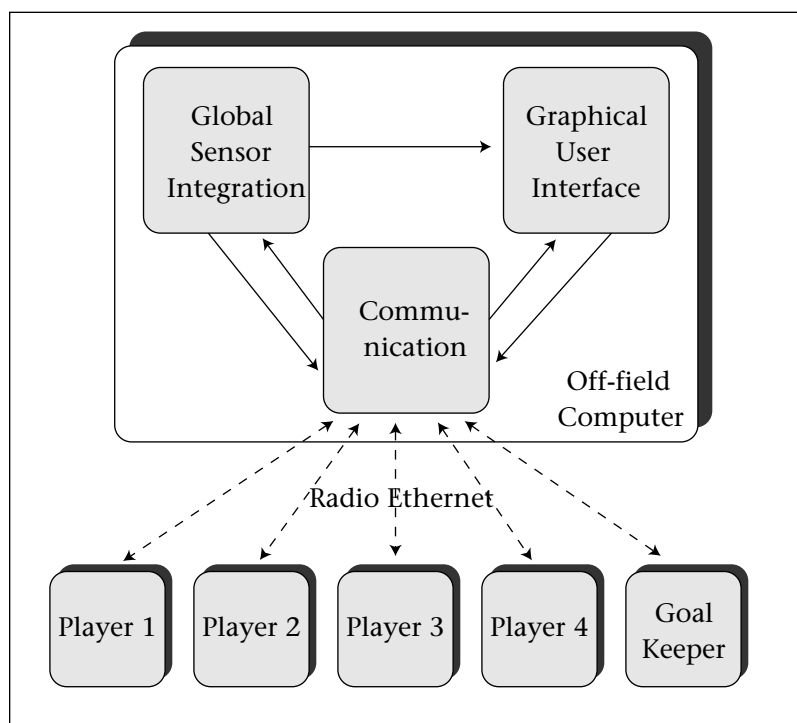 Global
Sensor
Integration
Graphical
User
Interface
Commu-
nication
Off-field
Computer
Radio Ethernet
Player 1
Player 2
Player 3
Player 4
Goal
Keeper